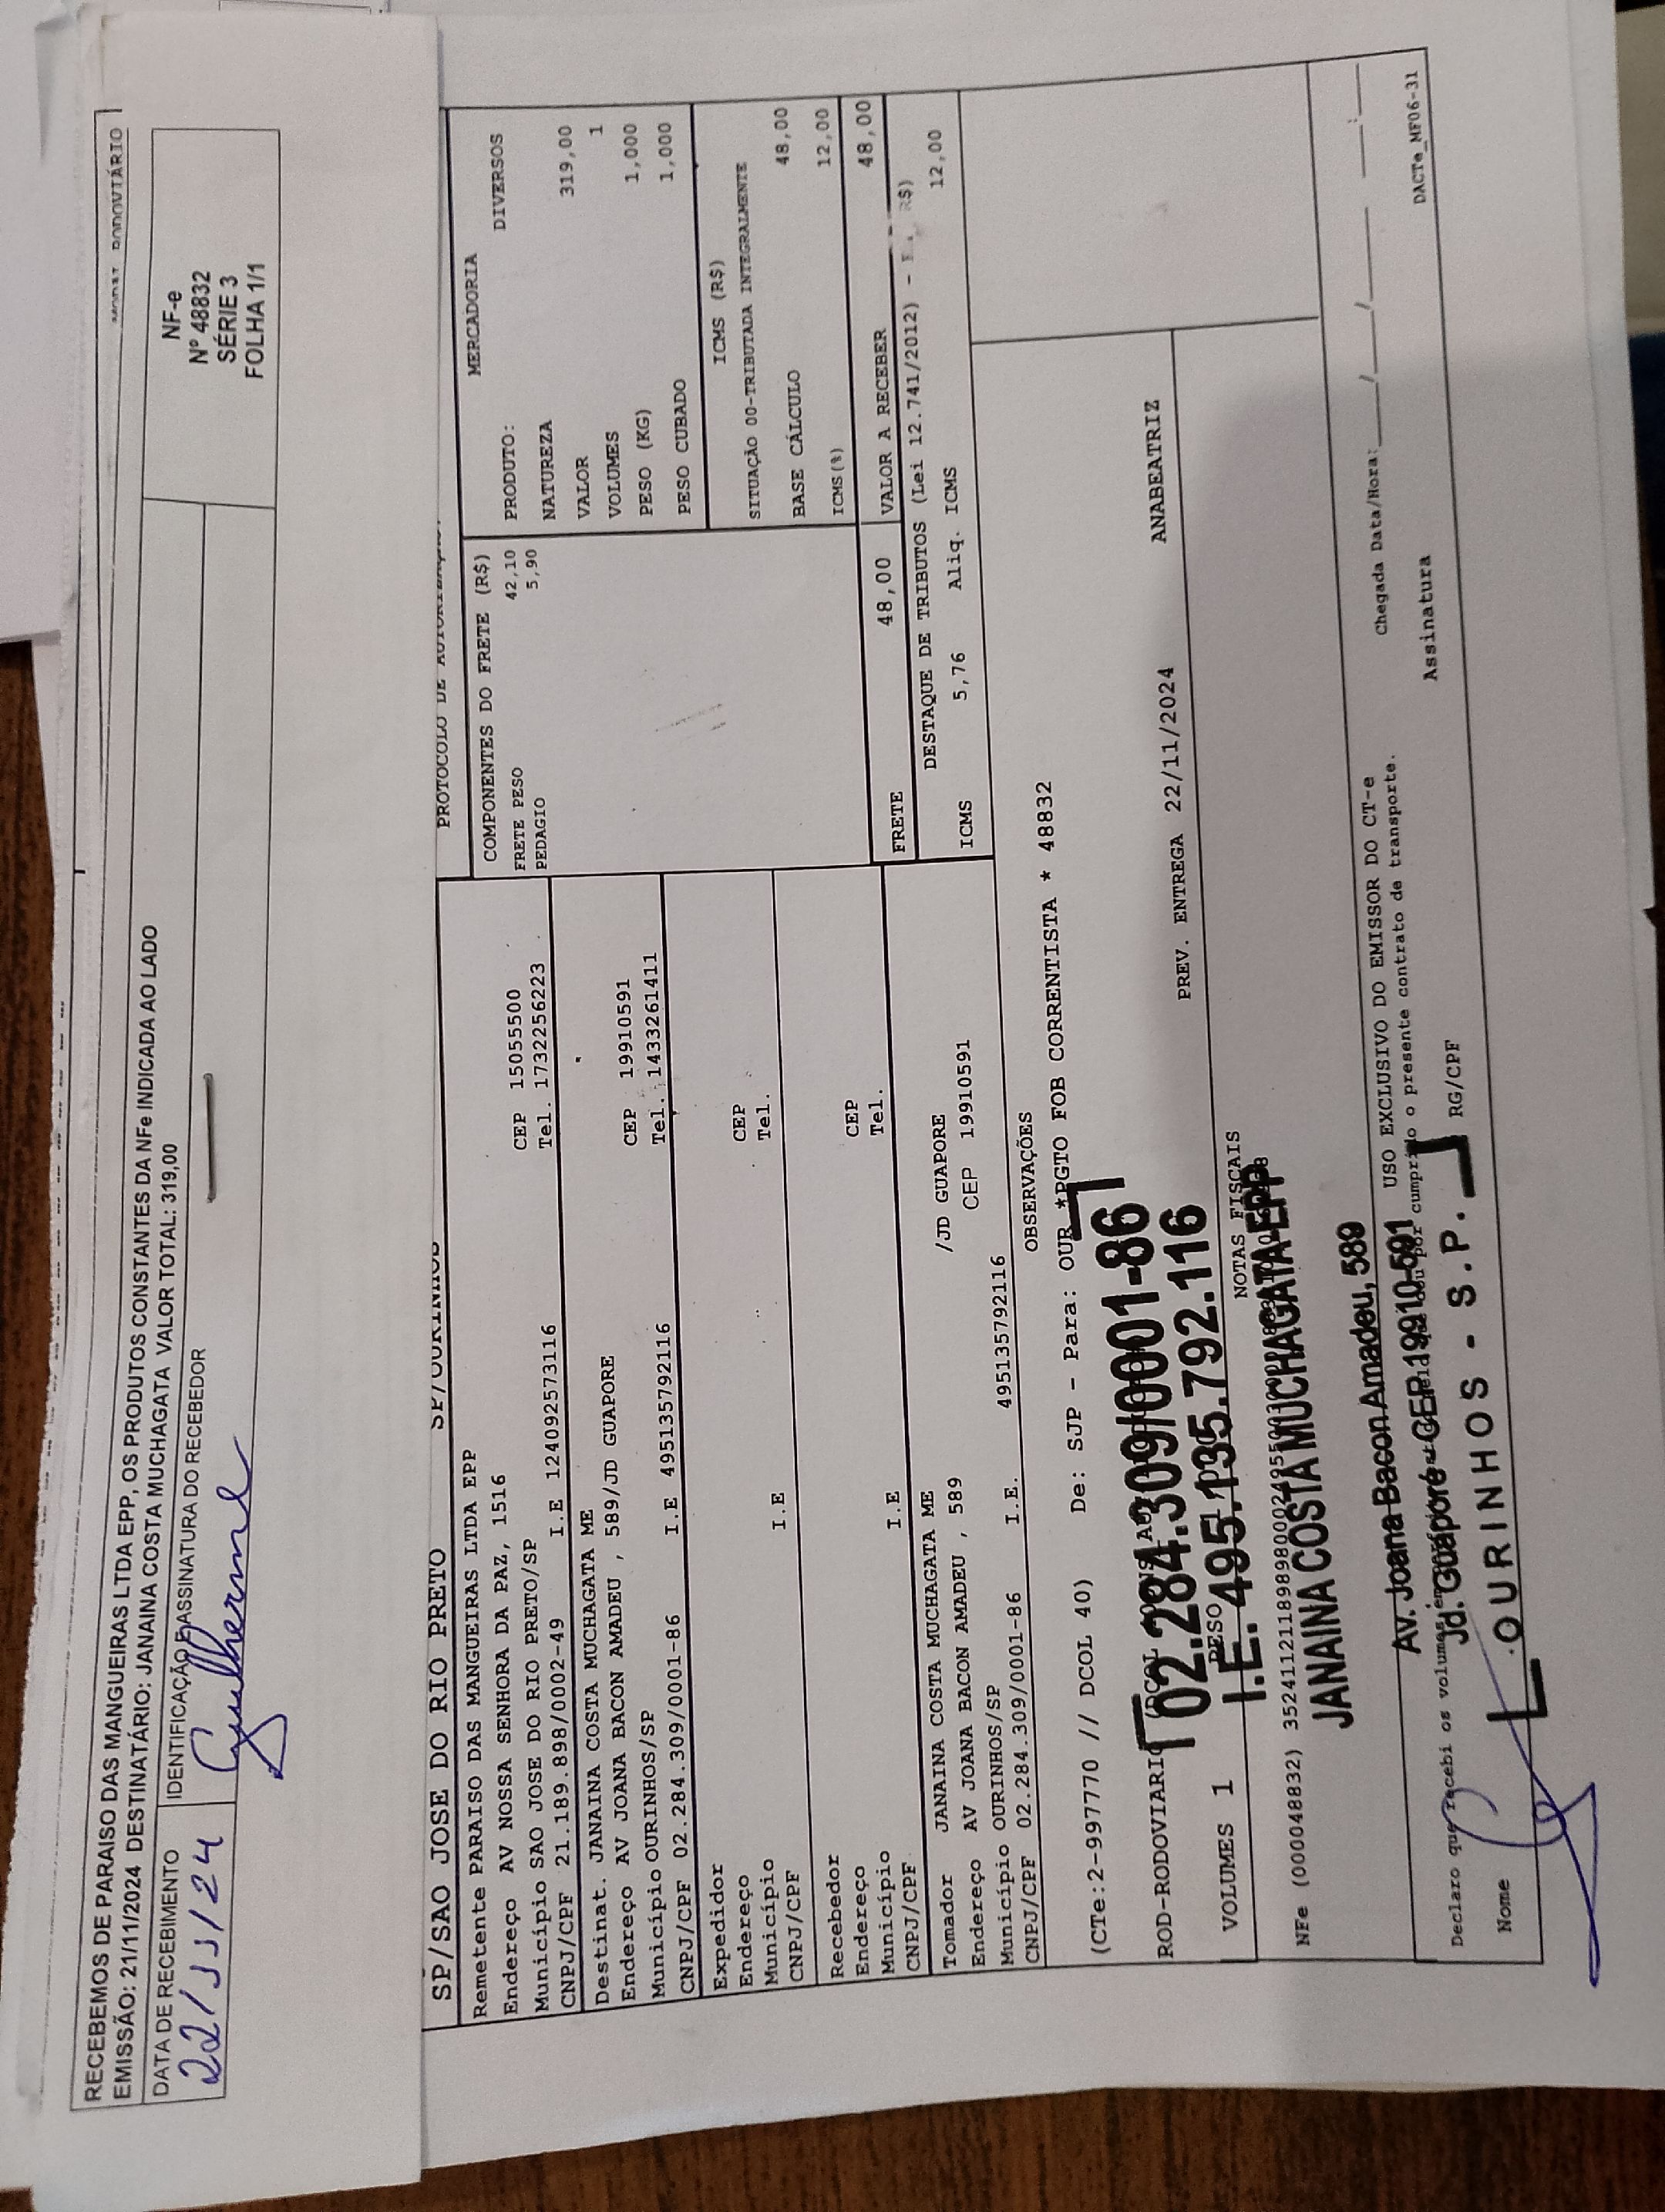 RECEBEMOS DE PARAISO DAS MANGUEIRAS LTDA EPP, OS PRODUTOS CONSTANTES DA NFe INDICADA AO LADO
EMISSÃO: 21/11/2024 DESTINATÁRIO: JANAINA COSTA MUCHAGATA VALOR TOTAL: 319,00
DATA DE RECEBIMENTO
IDENTIFICAÇÃO E ASSINATURA DO RECEBEDOR
22/11/24
Guilherme
NF-e
Nº 48832
SÉRIE 3
FOLHA 1/1
PROTOCOLO DE
SP/SAO JOSE DO RIO PRETO
SP/OURINHOS
Remetente PARAISO DAS MANGUEIRAS LTDA EPP
Endereço AV NOSSA SENHORA DA PAZ, 1516 CEP 15055500
Município SAO JOSE DO RIO PRETO/SP Tel. 1732256223
CNPJ/CPF 21.189.898/0002-49 I.E 124092573116
Destinat. JANAINA COSTA MUCHAGATA ME
Endereço AV JOANA BACON AMADEU , 589/JD GUAPORE CEP 19910591
Município OURINHOS/SP Tel. 1433261411
CNPJ/CPF 02.284.309/0001-86 I.E 495135792116
Expedidor
Endereço CEP
Município Tel.
CNPJ/CPF I.E
Recebedor
Endereço CEP
Município Tel.
CNPJ/CPF I.E
Tomador JANAINA COSTA MUCHAGATA ME
Endereço AV JOANA BACON AMADEU , 589 /JD GUAPORE
Município OURINHOS/SP CEP 19910591
CNPJ/CPF 02.284.309/0001-86 I.E. 495135792116
COMPONENTES DO FRETE (R$)
FRETE PESO 42,10
PEDAGIO 5,90
MERCADORIA
PRODUTO: DIVERSOS
NATUREZA
VALOR 319,00
VOLUMES 1
PESO (KG) 1,000
PESO CUBADO 1,000
ICMS (R$)
SITUAÇÃO 00-TRIBUTADA INTEGRALMENTE
BASE CÁLCULO 48,00
ICMS(%) 12,00
FRETE 48,00 VALOR A RECEBER 48,00
DESTAQUE DE TRIBUTOS (Lei 12.741/2012) - R$)
ICMS 5,76 Aliq. ICMS 12,00
OBSERVAÇÕES
(CTe:2-997770 // DCOL 40) De: SJP - Para: OUR **PGTO FOB CORRENTISTA * 48832
ROD-RODOVIARIO
PREV. ENTREGA 22/11/2024 ANABEATRIZ
VOLUMES 1 PESO
NOTAS FISCAIS
NFe (000048832)
02.284.309/0001-86
I.E. 495.135.792.116
JANAINA COSTA MUCHAGATA EPP
Av. Joana Bacon Amadeu, 589
Jd. Guaporé - CEP 19910-591
OURINHOS - S.P.
USO EXCLUSIVO DO EMISSOR DO CT-e
Chegada Data/Hora: ___/___/___ ___:___
Declaro que recebi os volumes cumprido o presente contrato de transporte.
Nome RG/CPF Assinatura
DACTe_MF06-31